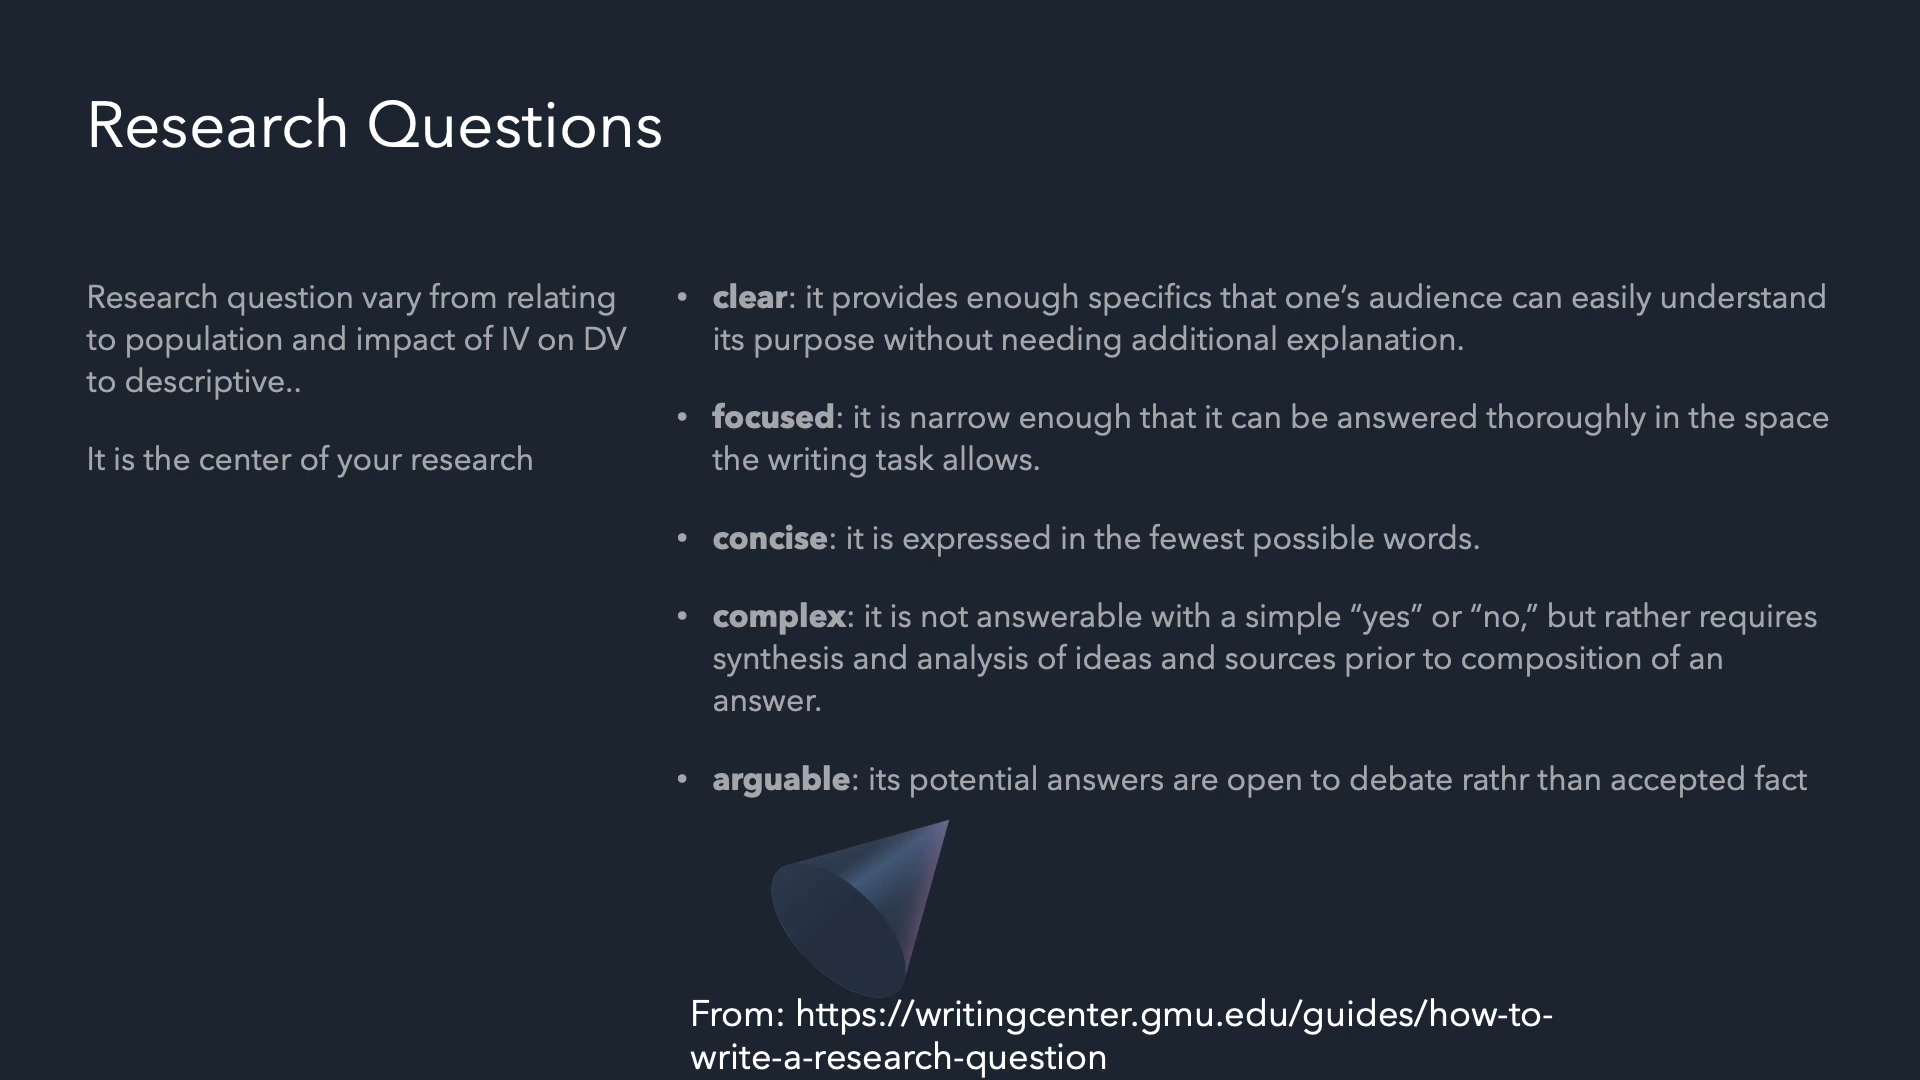 Research Questions
Research question vary from relating
to population and impact of IV on DV
to descriptive..
It is the center of your research
• clear: it provides enough specifics that one’s audience can easily understand
its purpose without needing additional explanation.
• focused: it is narrow enough that it can be answered thoroughly in the space
the writing task allows.
• concise: it is expressed in the fewest possible words.
• complex: it is not answerable with a simple “yes” or “no,” but rather requires
synthesis and analysis of ideas and sources prior to composition of an
answer.
• arguable: its potential answers are open to debate rathr than accepted fact
From: https://writingcenter.gmu.edu/guides/how-to-
write-a-research-question